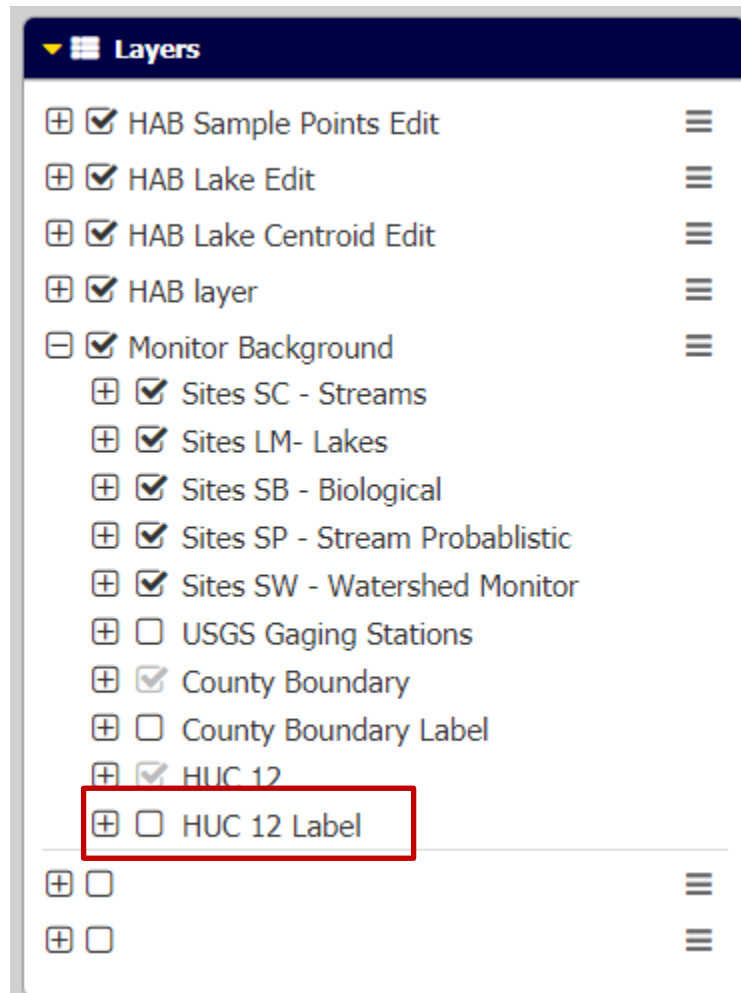 Layers
HAB Sample Points Edit
HAB Lake Edit
HAB Lake Centroid Edit
HAB layer
Monitor Background
Sites SC - Streams
Sites LM- Lakes
Sites SB - Biological
Sites SP - Stream Probablistic
Sites SW - Watershed Monitor
USGS Gaging Stations
County Boundary
County Boundary Label
HUC 12
HUC 12 Label